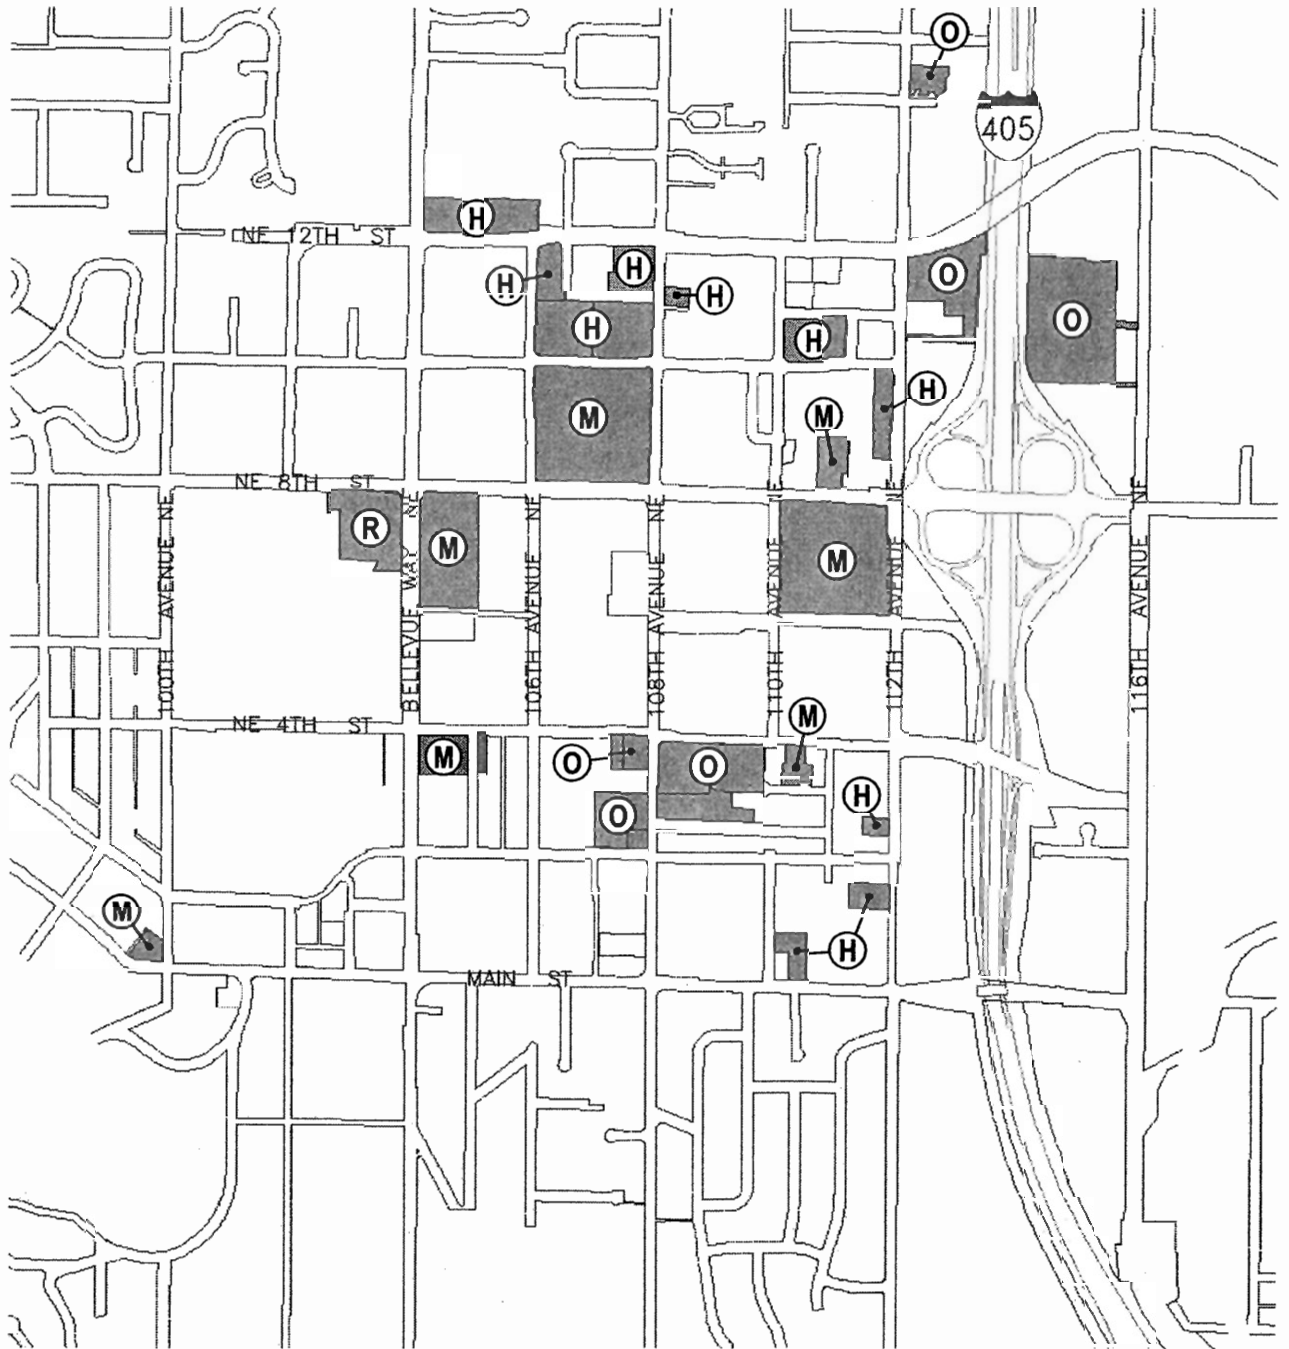 O
405
H
NE 12TH ST
H
H
O
H
H
O
H
H
M
M
NE 8TH ST
R
M
M
100TH AVENUE NE
BELLEVUE WAY NE
106TH AVENUE NE
108TH AVENUE NE
110TH AVENUE NE
112TH AVENUE NE
116TH AVENUE NE
NE 4TH ST
M
M
O
O
H
O
M
H
MAIN ST